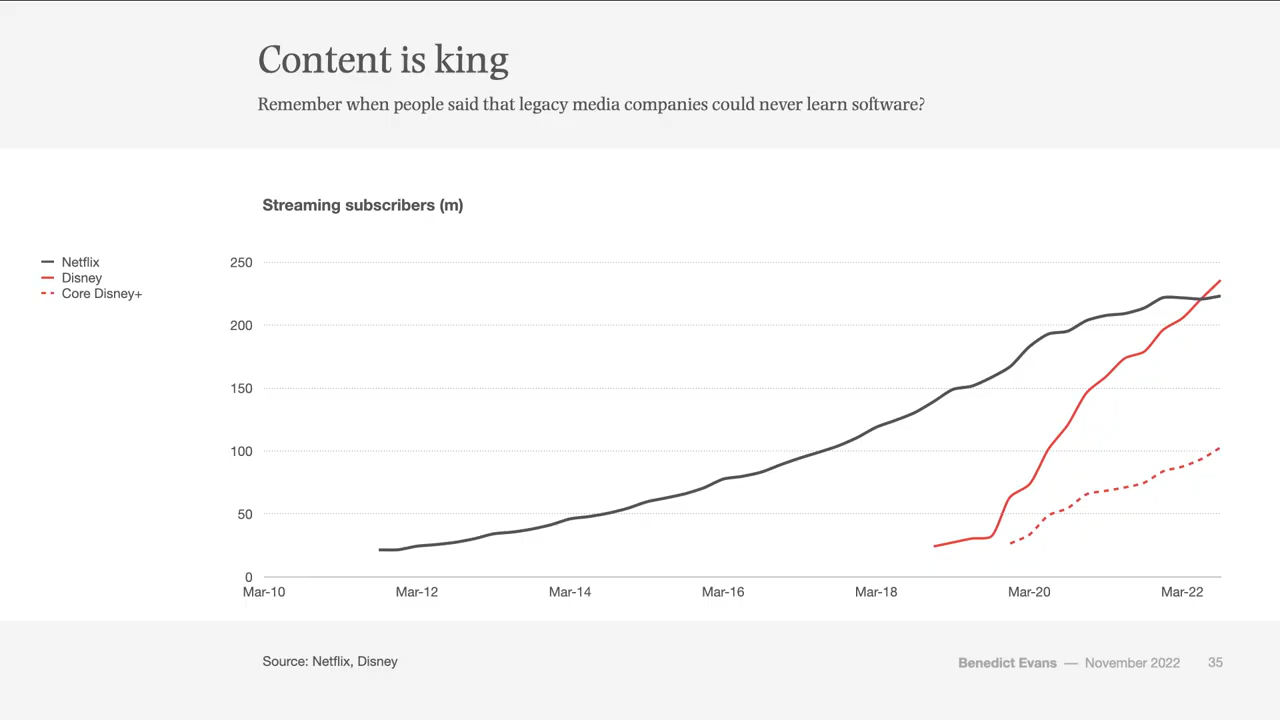 Content is king
Remember when people said that legacy media companies could never learn software?
Streaming subscribers (m)
Netflix
Disney
Core Disney+
250
200
150
100
50
0
Mar-10 Mar-12 Mar-14 Mar-16 Mar-18 Mar-20 Mar-22
Source: Netflix, Disney
Benedict Evans — November 2022 35